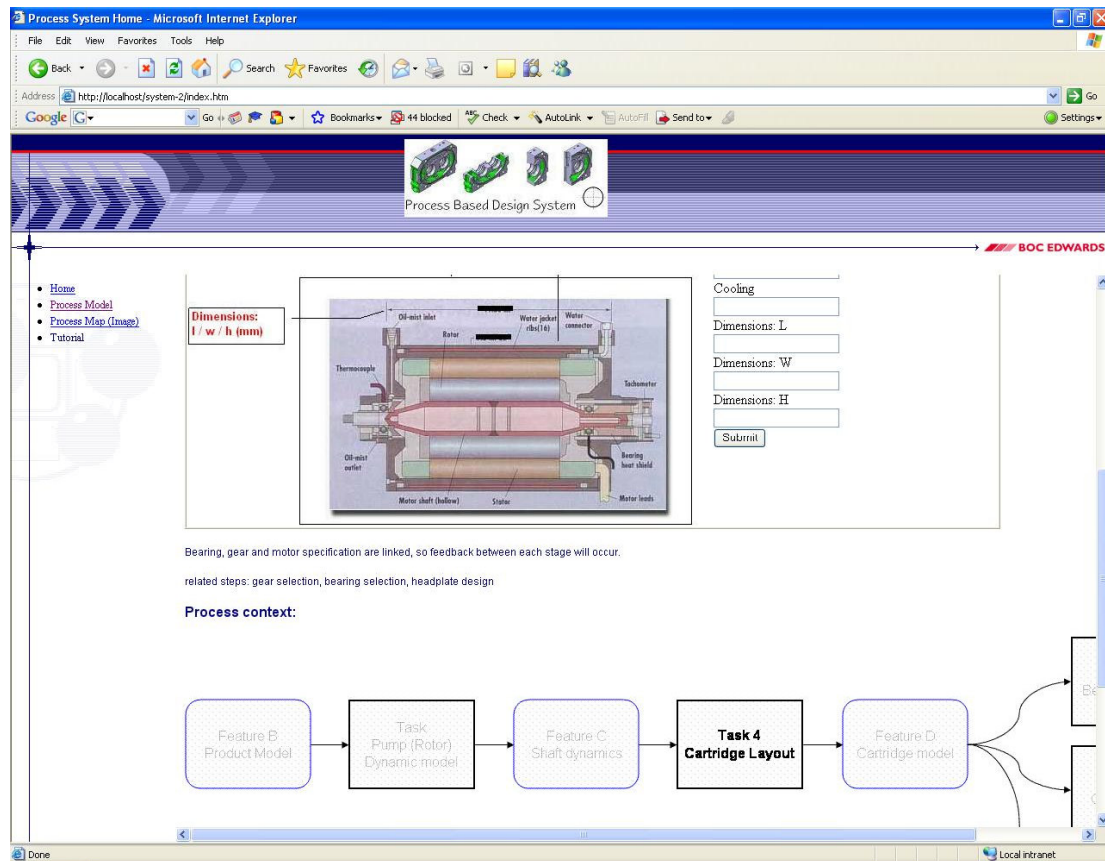 Process System Home - Microsoft Internet Explorer
File Edit View Favorites Tools Help
Back Search Favorites
Address http://localhost/system-2/index.htm Go
Google G Go Bookmarks 44 blocked ABC Check AutoLink AutoFill Send to Settings
Process Based Design System
BOC EDWARDS
Home
Process Model
Process Map (Image)
Tutorial
Dimensions:
l / w / h (mm)
Oil-mist inlet
Rotor
Water jacket
ribs(16)
Water
connector
Thermocouple
Tachometer
Oil-mist
outlet
Bearing
heat shield
Motor shaft (hollow)
Stator
Motor leads
Cooling
Dimensions: L
Dimensions: W
Dimensions: H
Submit
Bearing, gear and motor specification are linked, so feedback between each stage will occur.
related steps: gear selection, bearing selection, headplate design
Process context:
Feature B
Product Model
Task
Pump (Rotor)
Dynamic model
Feature C
Shaft dynamics
Task 4
Cartridge Layout
Feature D
Cartridge model
Be
Done
Local intranet